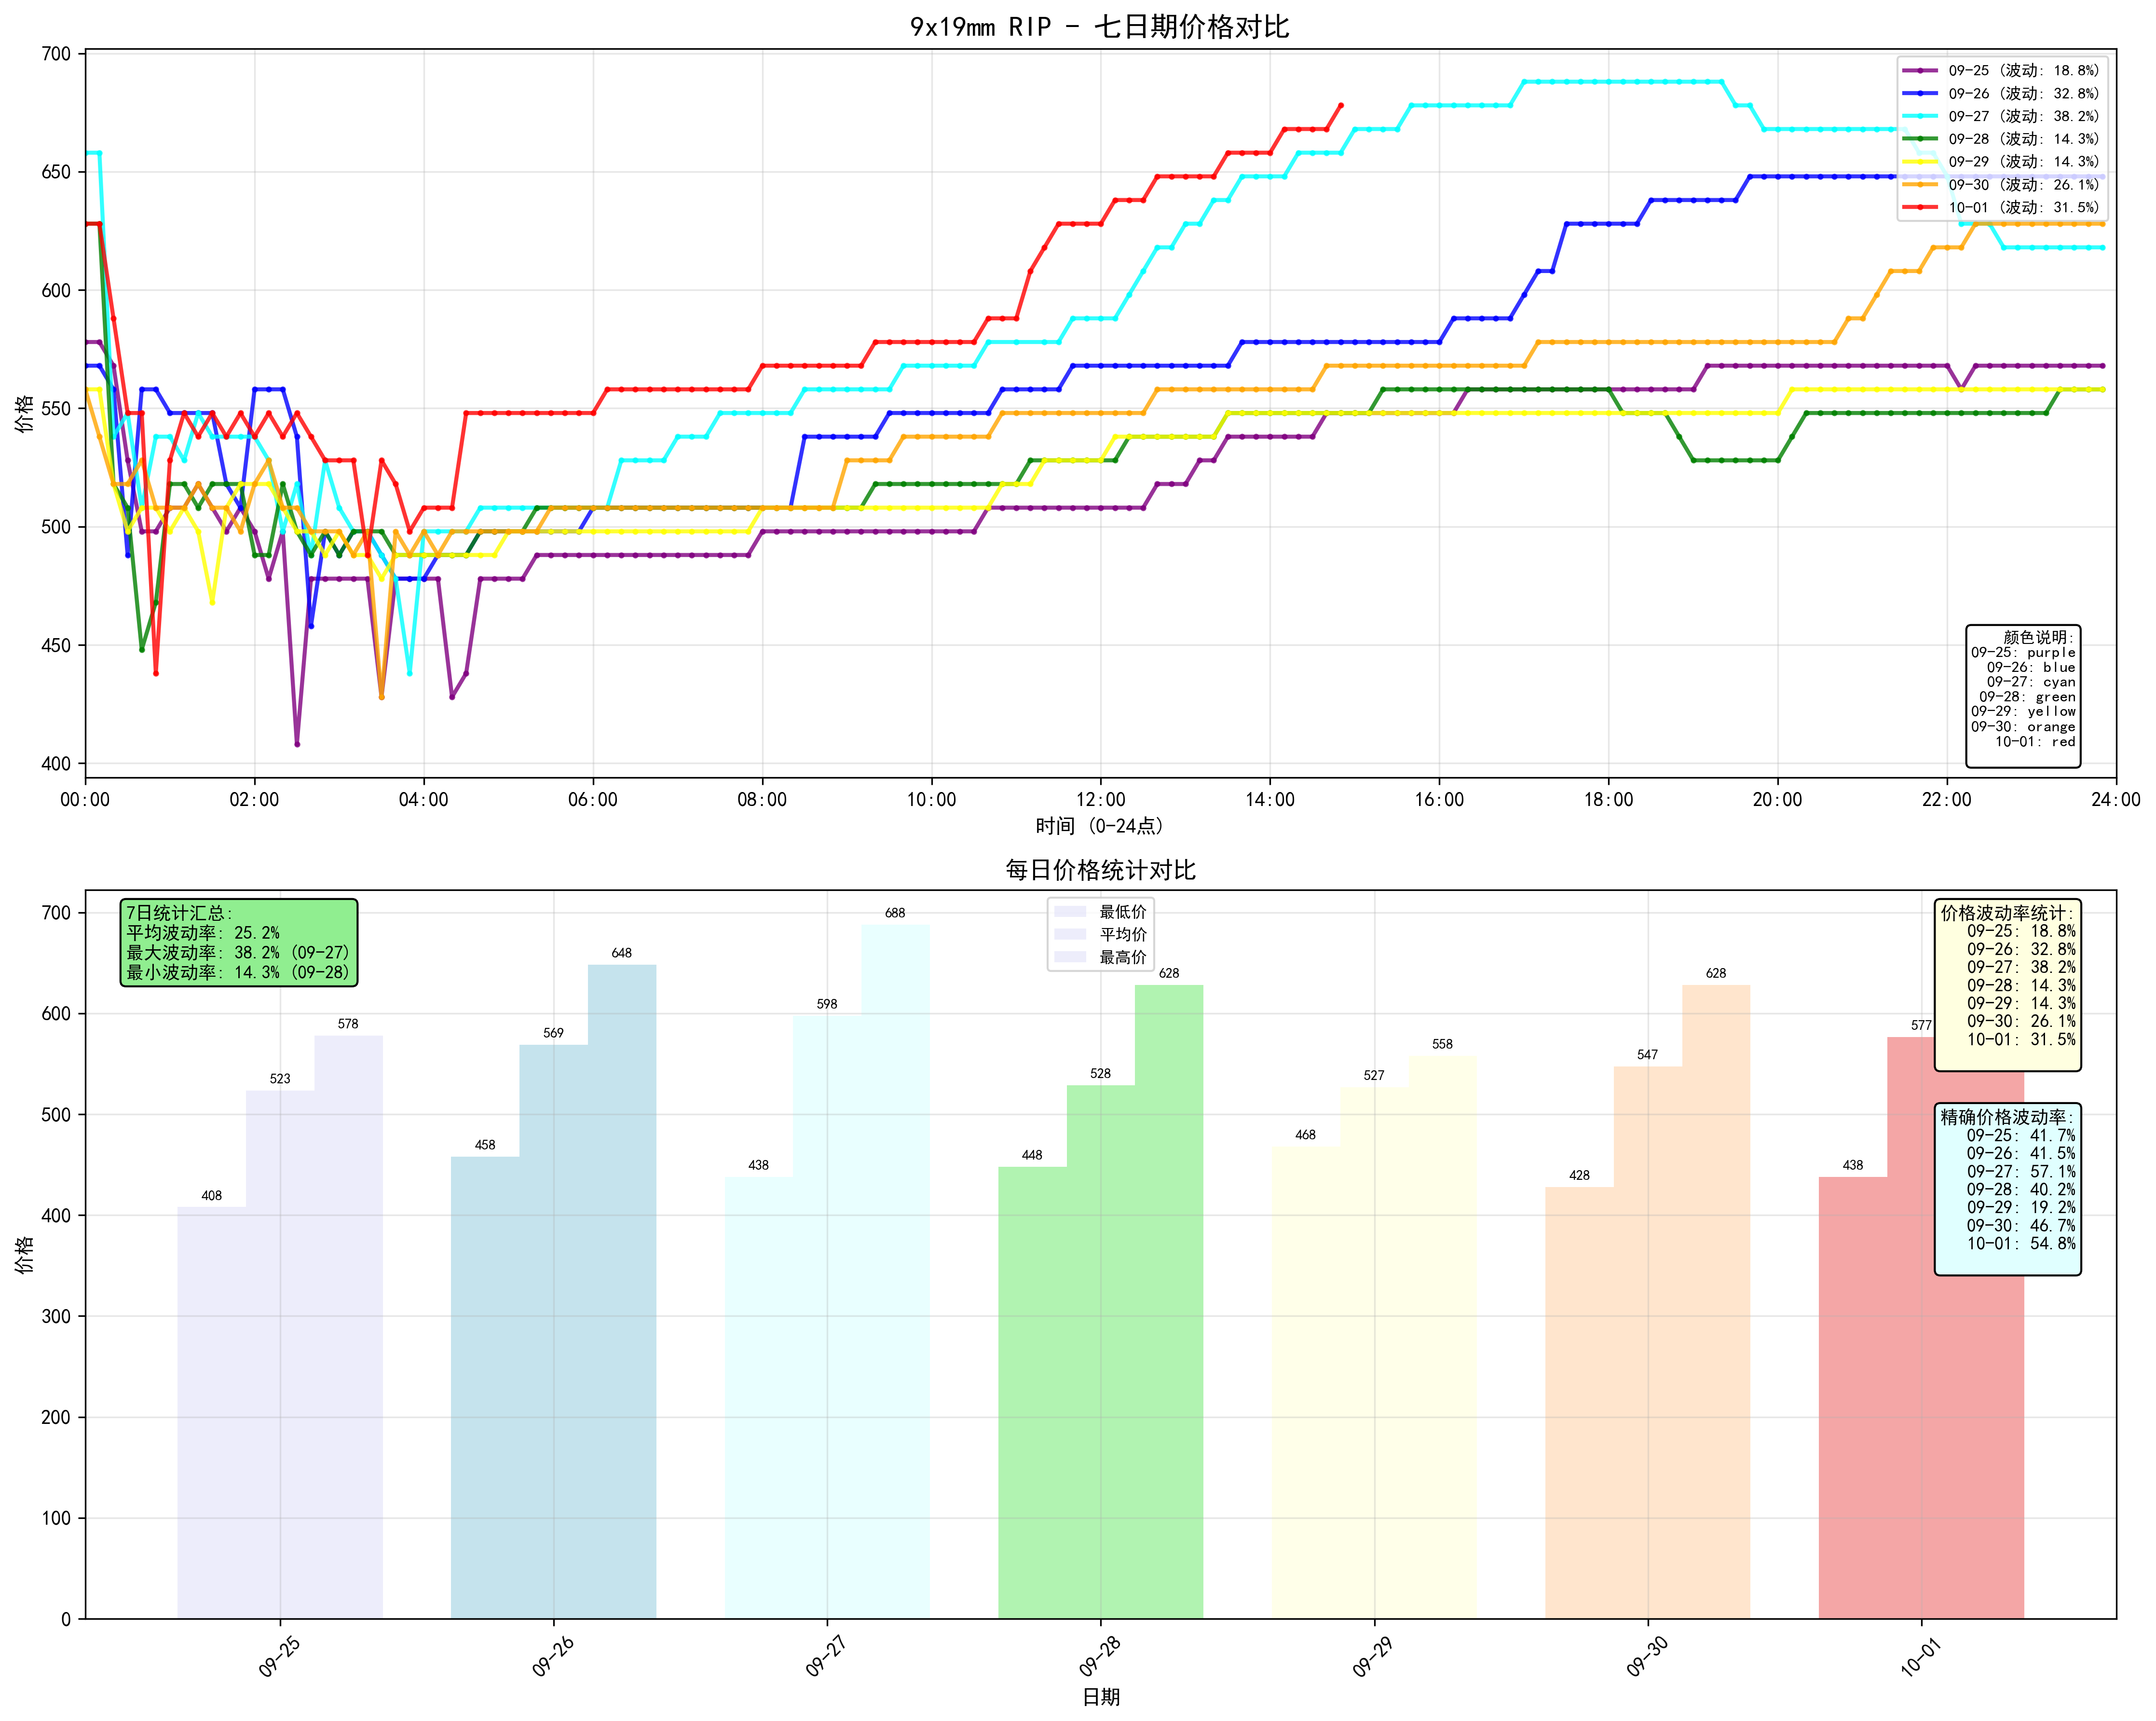 9x19mm RIP - 七日期价格对比
价格
700
650
600
550
500
450
400
09-25 (波动: 18.8%)
09-26 (波动: 32.8%)
09-27 (波动: 38.2%)
09-28 (波动: 14.3%)
09-29 (波动: 14.3%)
09-30 (波动: 26.1%)
10-01 (波动: 31.5%)
颜色说明:
09-25: purple
09-26: blue
09-27: cyan
09-28: green
09-29: yellow
09-30: orange
10-01: red
00:00 02:00 04:00 06:00 08:00 10:00 12:00 14:00 16:00 18:00 20:00 22:00 24:00
时间 (0-24点)
每日价格统计对比
价格
700
600
500
400
300
200
100
0
7日统计汇总:
平均波动率: 25.2%
最大波动率: 38.2% (09-27)
最小波动率: 14.3% (09-28)
最低价
平均价
最高价
价格波动率统计:
09-25: 18.8%
09-26: 32.8%
09-27: 38.2%
09-28: 14.3%
09-29: 14.3%
09-30: 26.1%
10-01: 31.5%
精确价格波动率:
09-25: 41.7%
09-26: 41.5%
09-27: 57.1%
09-28: 40.2%
09-29: 19.2%
09-30: 46.7%
10-01: 54.8%
408 523 578
458 569 648
438 598 688
448 528 628
468 527 558
428 547 628
438 577
09-25 09-26 09-27 09-28 09-29 09-30 10-01
日期